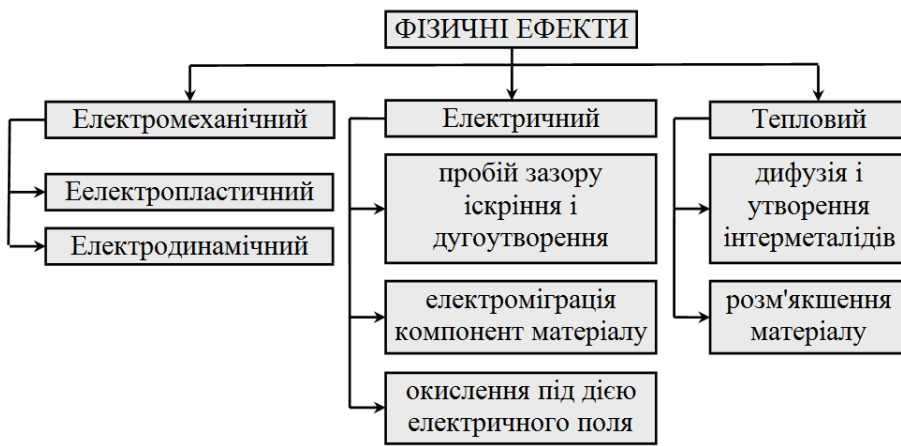 ФІЗИЧНІ ЕФЕКТИ
Електромеханічний
Еелектропластичний
Електродинамічний
Електричний
пробій зазору
іскріння і
дугоутворення
електроміграція
компонент матеріалу
окислення під дією
електричного поля
Тепловий
дифузія і
утворення
інтерметалідів
розм'якшення
матеріалу